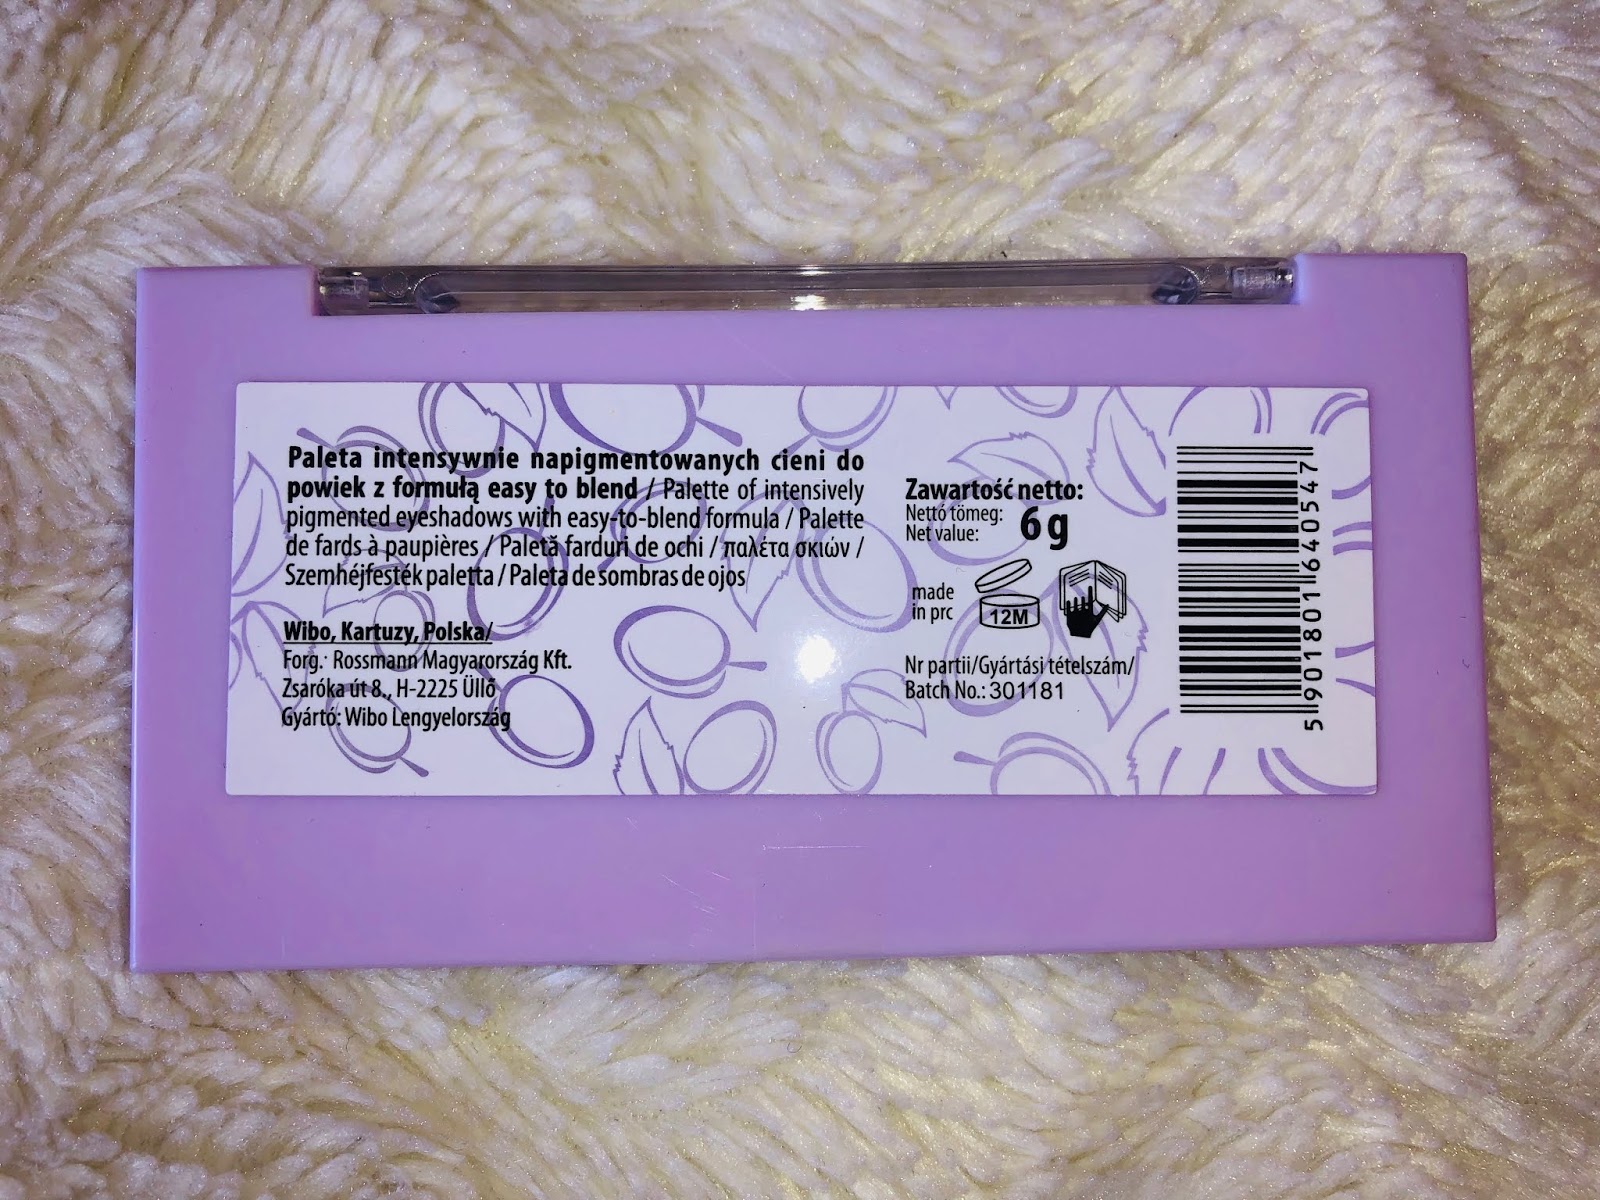 Paleta intensywnie napigmentowanych cieni do
powiek z formułą easy to blend / Palette of intensively
pigmented eyeshadows with easy-to-blend formula / Palette
de fards à paupières / Paletă farduri de ochi / παλέτα σκιών /
Szemhéjfesték paletta / Paleta de sombras de ojos
Wibo, Kartuzy, Polska/
Forg.: Rossmann Magyarország Kft.
Zsaróka út 8., H-2225 Üllő
Gyártó: Wibo Lengyelország
Zawartość netto:
Nettó tömeg:
Net value:
6 g
made
in prc
12M
Nr partii/Gyártási tételszám/
Batch No.: 301181
5 901801 640547